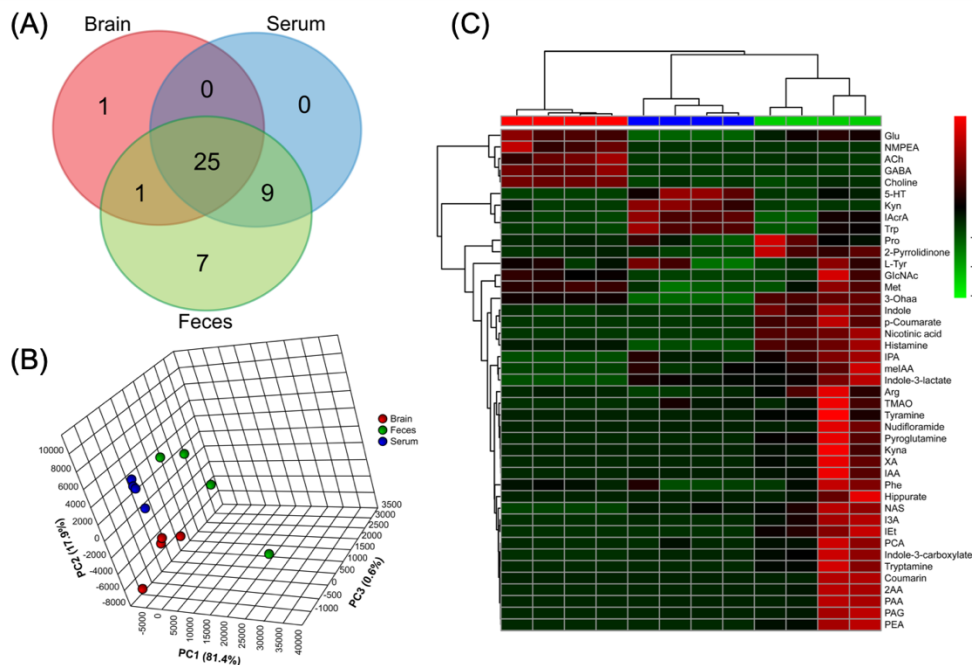 (A)
Brain
Serum
1
0
0
25
1
9
7
Feces
(B)
Brain
Feces
Serum
10000
8000
6000
4000
2000
0
-2000
-4000
-6000
-8000
PC2 (17.9%)
-5000
0
5000
10000
15000
20000
25000
30000
35000
40000
PC1 (81.4%)
3500
3000
2500
2000
1500
1000
500
0
-500
-1000
PC3 (0.6%)
(C)
Glu
NMPEA
ACh
GABA
Choline
5-HT
Kyn
IAcrA
Trp
Pro
2-Pyrrolidinone
L-Tyr
GlcNAc
Met
3-Ohaa
Indole
p-Coumarate
Nicotinic acid
Histamine
IPA
melAA
Indole-3-lactate
Arg
TMAO
Tyramine
Nudifloramide
Pyroglutamine
Kyna
XA
IAA
Phe
Hippurate
NAS
I3A
IEt
PCA
Indole-3-carboxylate
Tryptamine
Coumarin
2AA
PAA
PAG
PEA